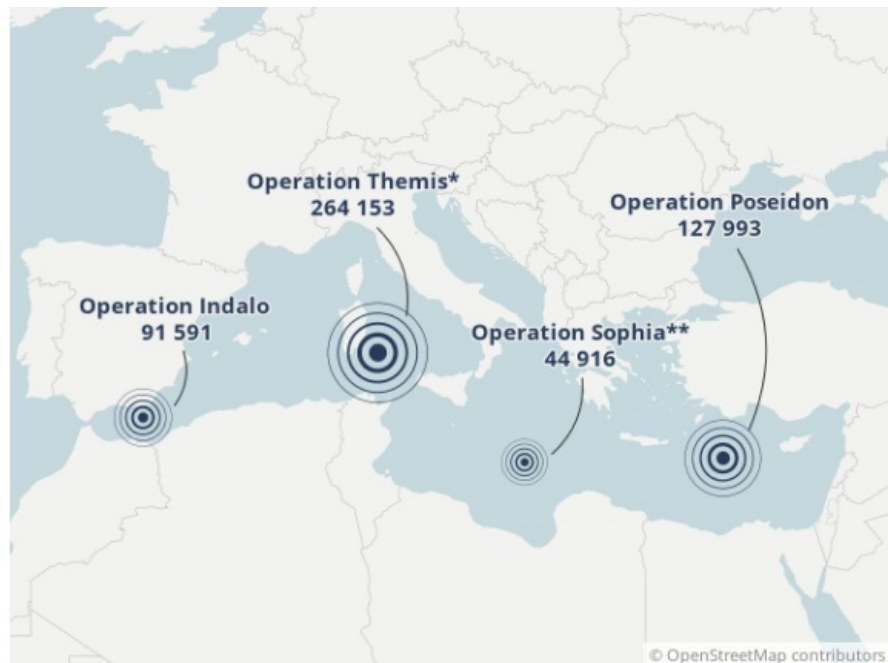 Operation Themis*
264 153
Operation Poseidon
127 993
Operation Indalo
91 591
Operation Sophia**
44 916
© OpenStreetMap contributors